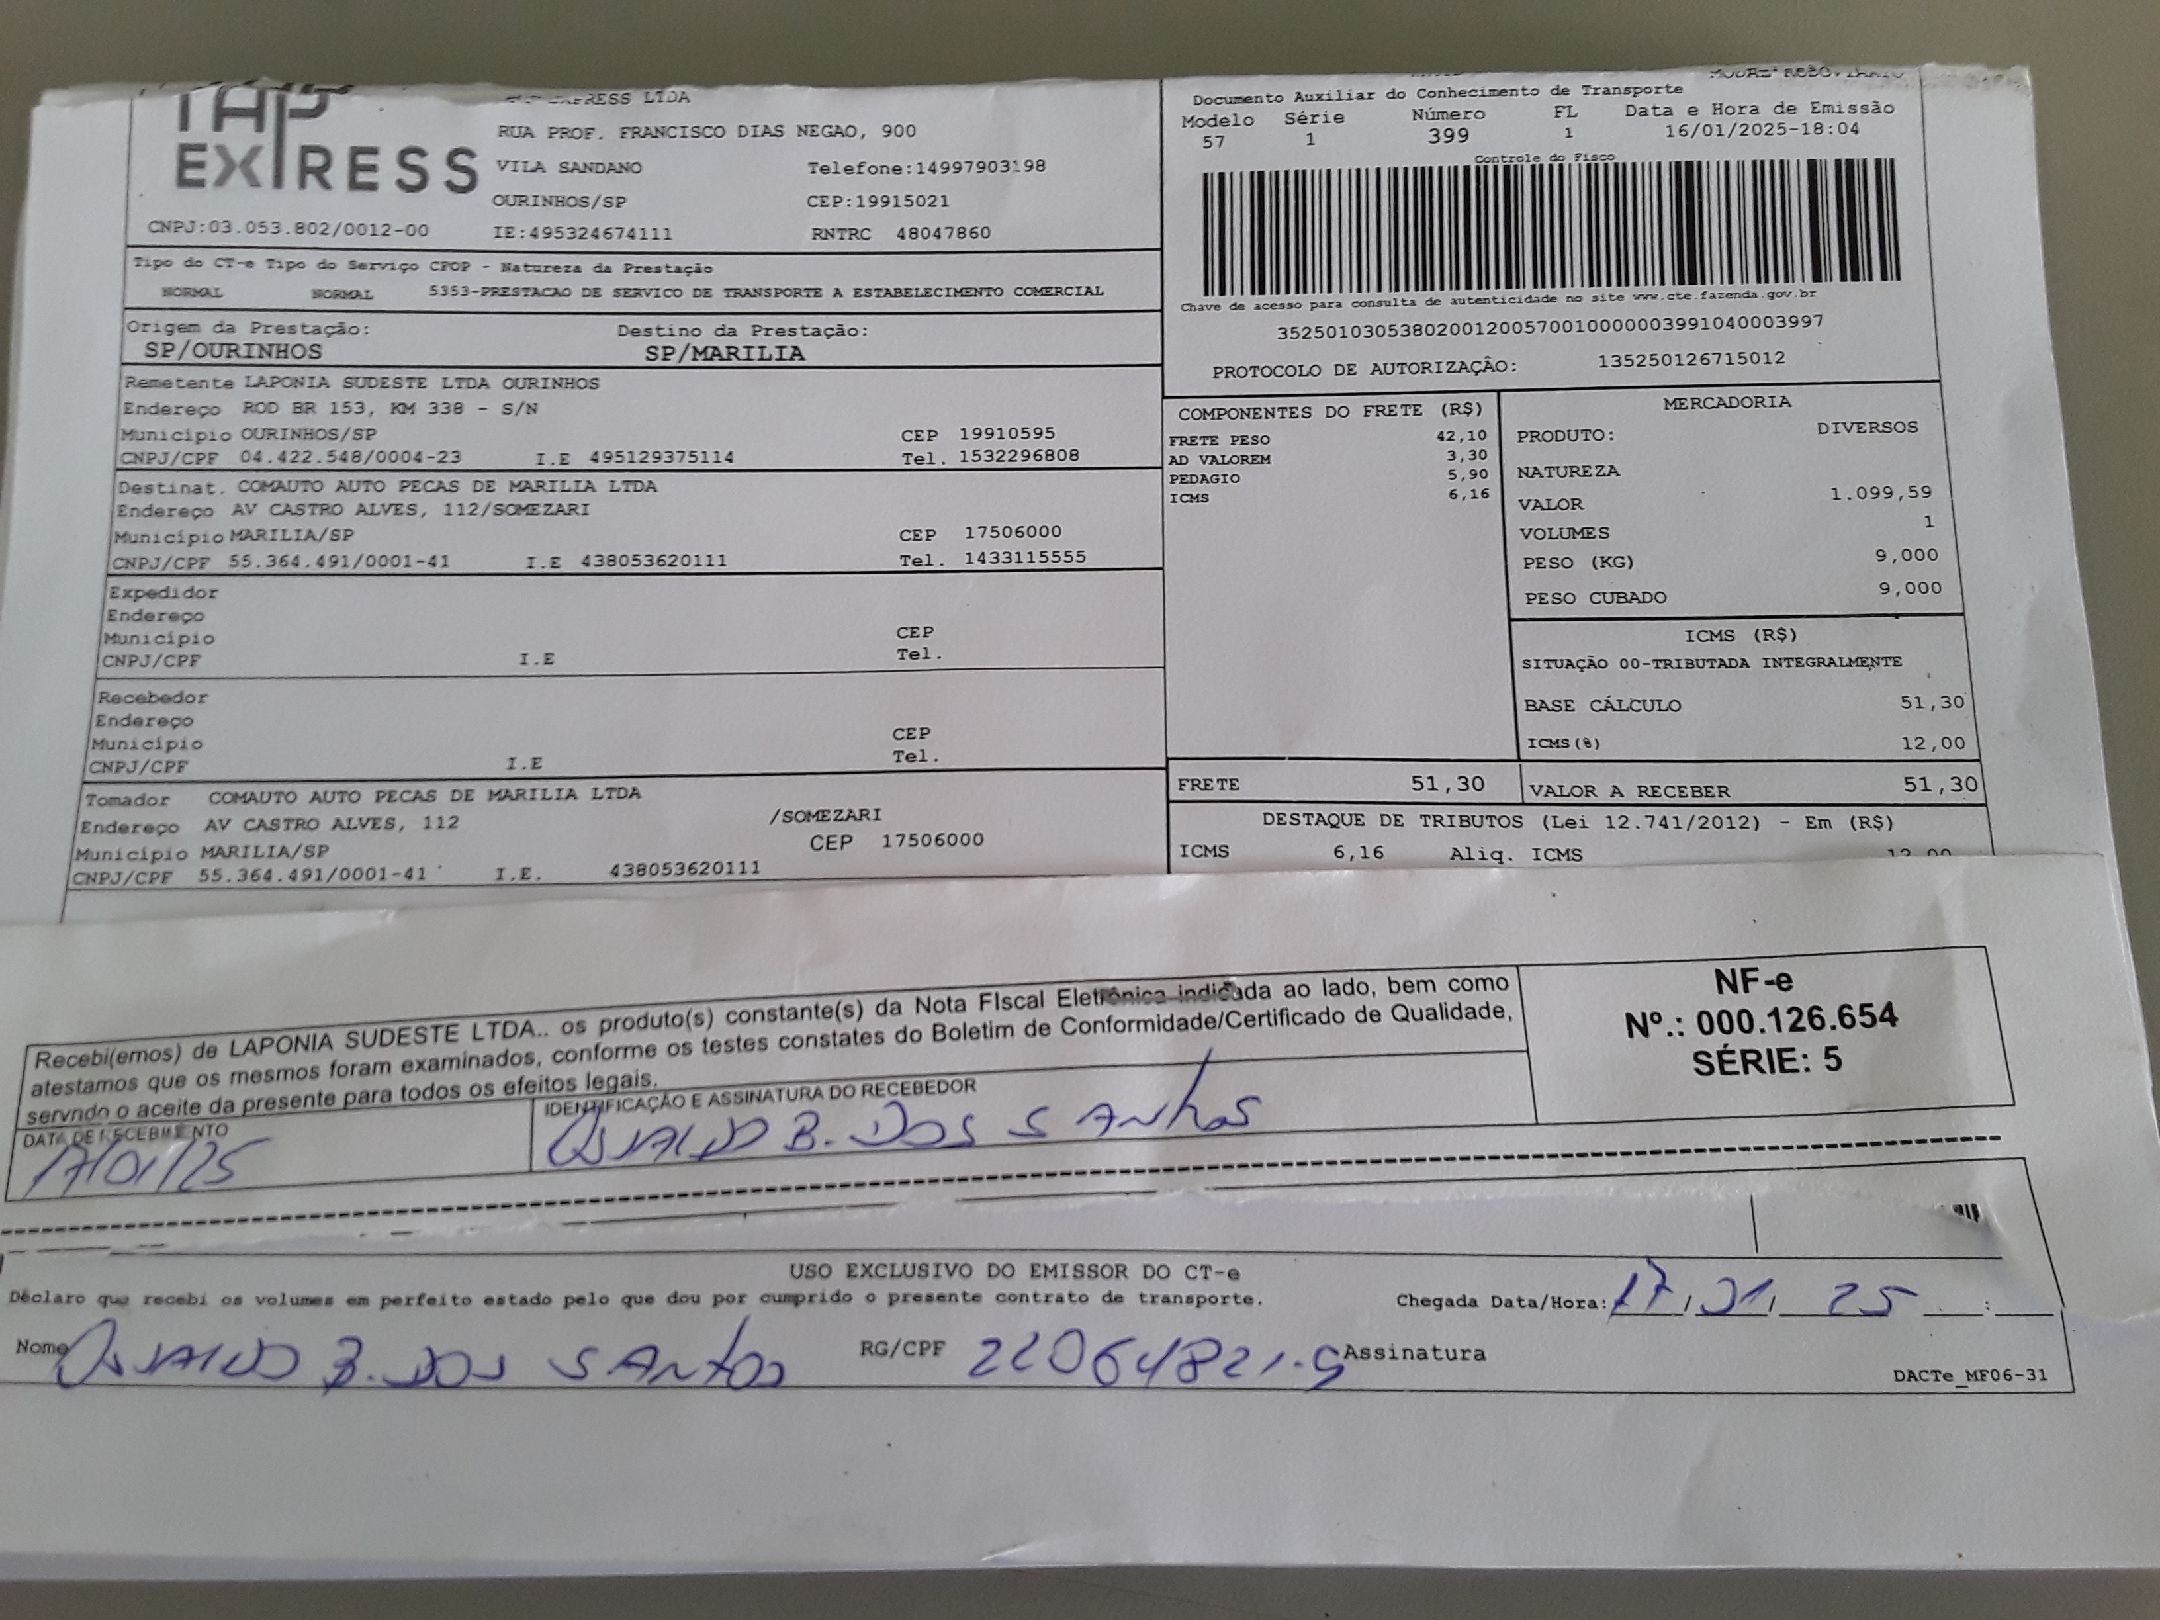 TAP
EXPRESS
EXPRESS LTDA
RUA PROF. FRANCISCO DIAS NEGAO, 900
VILA SANDANO Telefone:14997903198
OURINHOS/SP CEP:19915021
CNPJ:03.053.802/0012-00 IE:495324674111 RNTRC 48047860
Tipo do CT-e Tipo do Serviço CFOP - Natureza da Prestação
NORMAL NORMAL 5353-PRESTACAO DE SERVICO DE TRANSPORTE A ESTABELECIMENTO COMERCIAL
Origem da Prestação: Destino da Prestação:
SP/OURINHOS SP/MARILIA
Remetente LAPONIA SUDESTE LTDA OURINHOS
Endereço ROD BR 153, KM 338 - S/N
Município OURINHOS/SP CEP 19910595
CNPJ/CPF 04.422.548/0004-23 I.E 495129375114 Tel. 1532296808
Destinat. COMAUTO AUTO PECAS DE MARILIA LTDA
Endereço AV CASTRO ALVES, 112/SOMEZARI
Município MARILIA/SP CEP 17506000
CNPJ/CPF 55.364.491/0001-41 I.E 438053620111 Tel. 1433115555
Expedidor
Endereço
Município CEP
CNPJ/CPF I.E Tel.
Recebedor
Endereço
Município CEP
CNPJ/CPF I.E Tel.
Tomador COMAUTO AUTO PECAS DE MARILIA LTDA
Endereço AV CASTRO ALVES, 112 /SOMEZARI
Município MARILIA/SP CEP 17506000
CNPJ/CPF 55.364.491/0001-41 I.E. 438053620111
MODAL RODOVIARIO
Documento Auxiliar do Conhecimento de Transporte
Modelo Série Número FL Data e Hora de Emissão
57 1 399 1 16/01/2025-18:04
Controle do Fisco
Chave de acesso para consulta de autenticidade no site www.cte.fazenda.gov.br
35250103053802001200570010000003991040003997
PROTOCOLO DE AUTORIZAÇÂO: 135250126715012
COMPONENTES DO FRETE (R$)
FRETE PESO 42,10
AD VALOREM 3,30
PEDAGIO 5,90
ICMS 6,16
MERCADORIA
PRODUTO: DIVERSOS
NATUREZA
VALOR 1.099,59
VOLUMES 1
PESO (KG) 9,000
PESO CUBADO 9,000
ICMS (R$)
SITUAÇÃO 00-TRIBUTADA INTEGRALMENTE
BASE CÁLCULO 51,30
ICMS(%) 12,00
FRETE 51,30 VALOR A RECEBER 51,30
DESTAQUE DE TRIBUTOS (Lei 12.741/2012) - Em (R$)
ICMS 6,16 Aliq. ICMS 12,00
Recebi(emos) de LAPONIA SUDESTE LTDA.. os produto(s) constante(s) da Nota FIscal Eletrônica indicada ao lado, bem como
atestamos que os mesmos foram examinados, conforme os testes constates do Boletim de Conformidade/Certificado de Qualidade,
servndo o aceite da presente para todos os efeitos legais.
DATA DE RECEBIMENTO IDENTIFICAÇÃO E ASSINATURA DO RECEBEDOR
17/01/25 OSVALDO B. DOS SANTOS
NF-e
Nº.: 000.126.654
SÉRIE: 5
USO EXCLUSIVO DO EMISSOR DO CT-e
Déclaro que recebi os volumes em perfeito estado pelo que dou por cumprido o presente contrato de transporte. Chegada Data/Hora: 17/01/ 25 :
Nome OSVALDO B. DOS SANTOS RG/CPF 22064821-9 Assinatura
DACTe_MF06-31